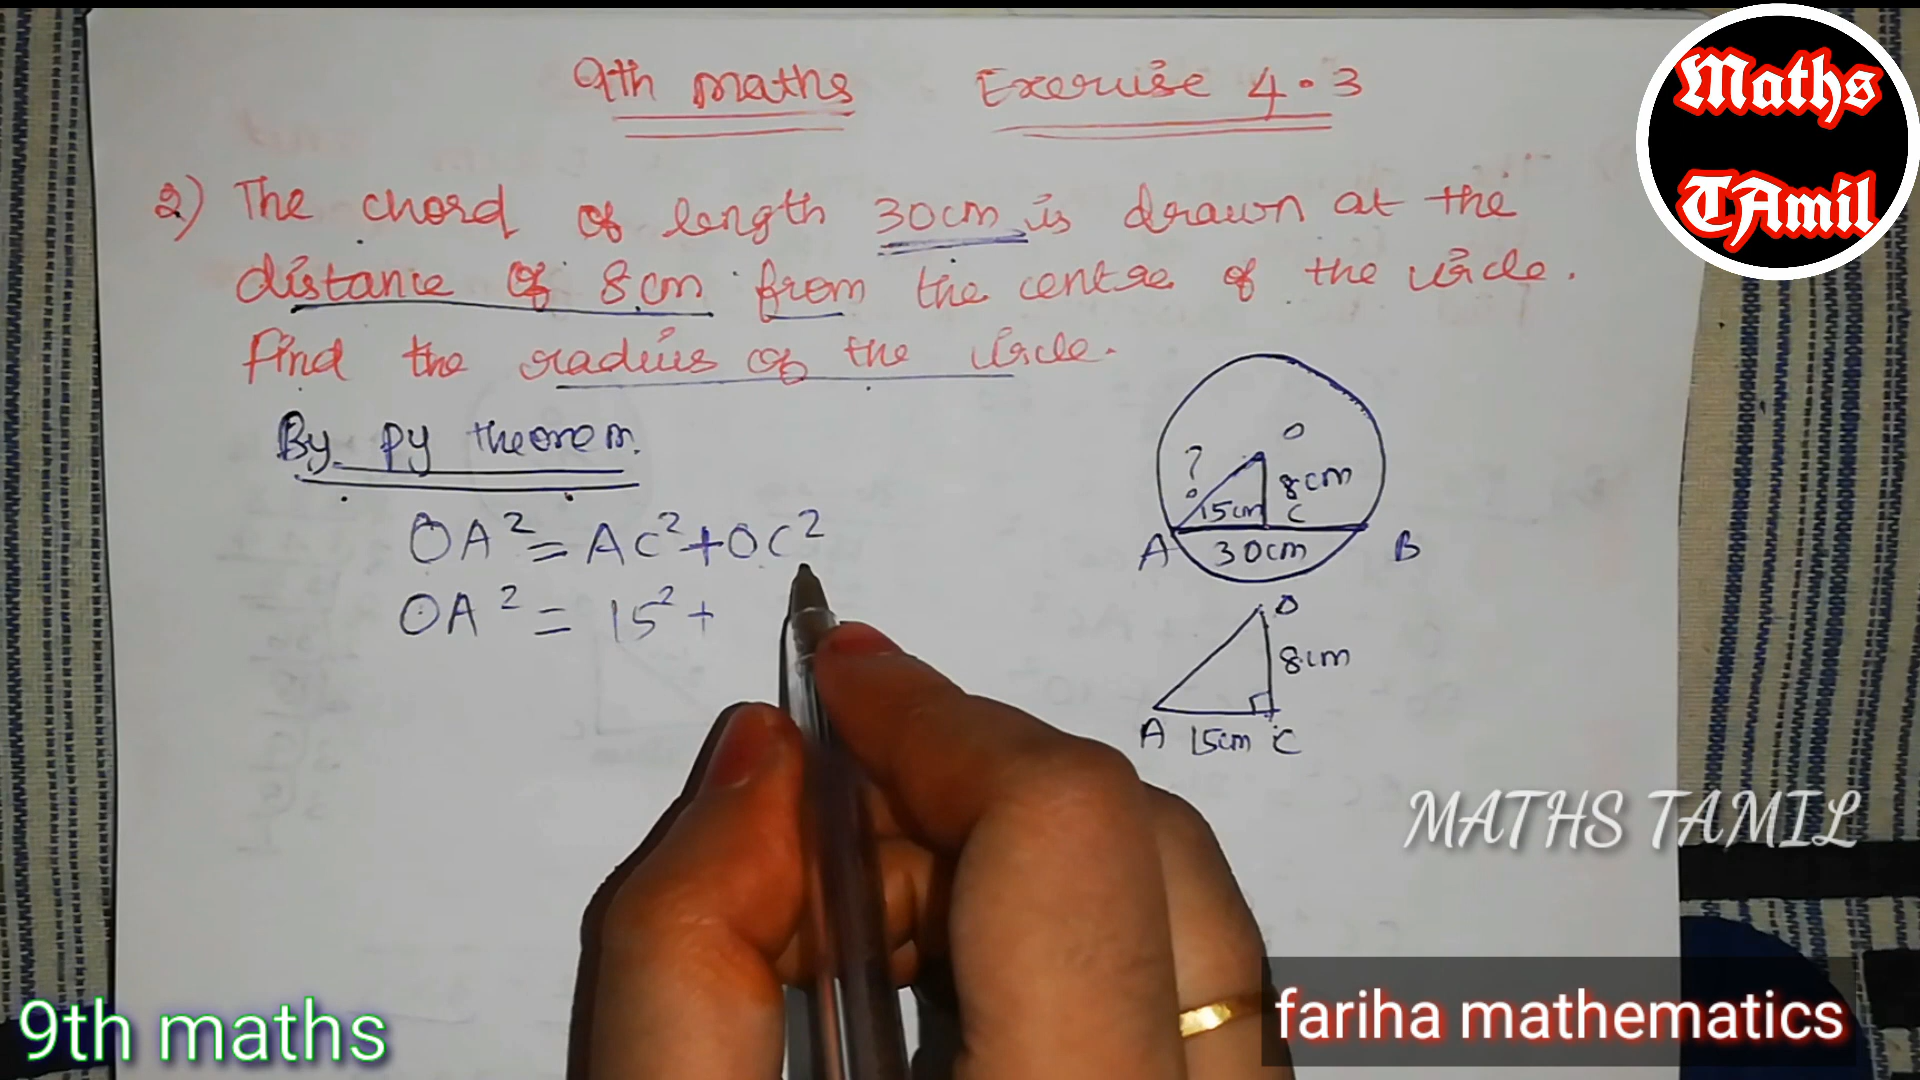 9th maths Exercise 4.3
2) The chord of length 30cm is drawn at the
distance of 8cm from the centre of the circle.
Find the radius of the circle.
By py theorem.
OA² = AC² + OC²
OA² = 15² +
O
?
8cm
15cm C
A 30cm B
O
8cm
A 15cm C
Maths
TAmil
MATHS TAMIL
9th maths
fariha mathematics